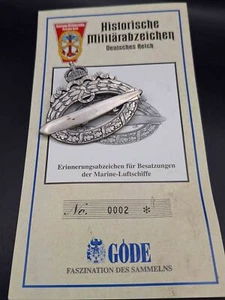 Historische
Militärabzeichen
Deutsches Reich
Erinnerungsabzeichen für Besatzungen
der Marine-Luftschiffe
No. 0002 *
GÖDE
FASZINATION DES SAMMELNS